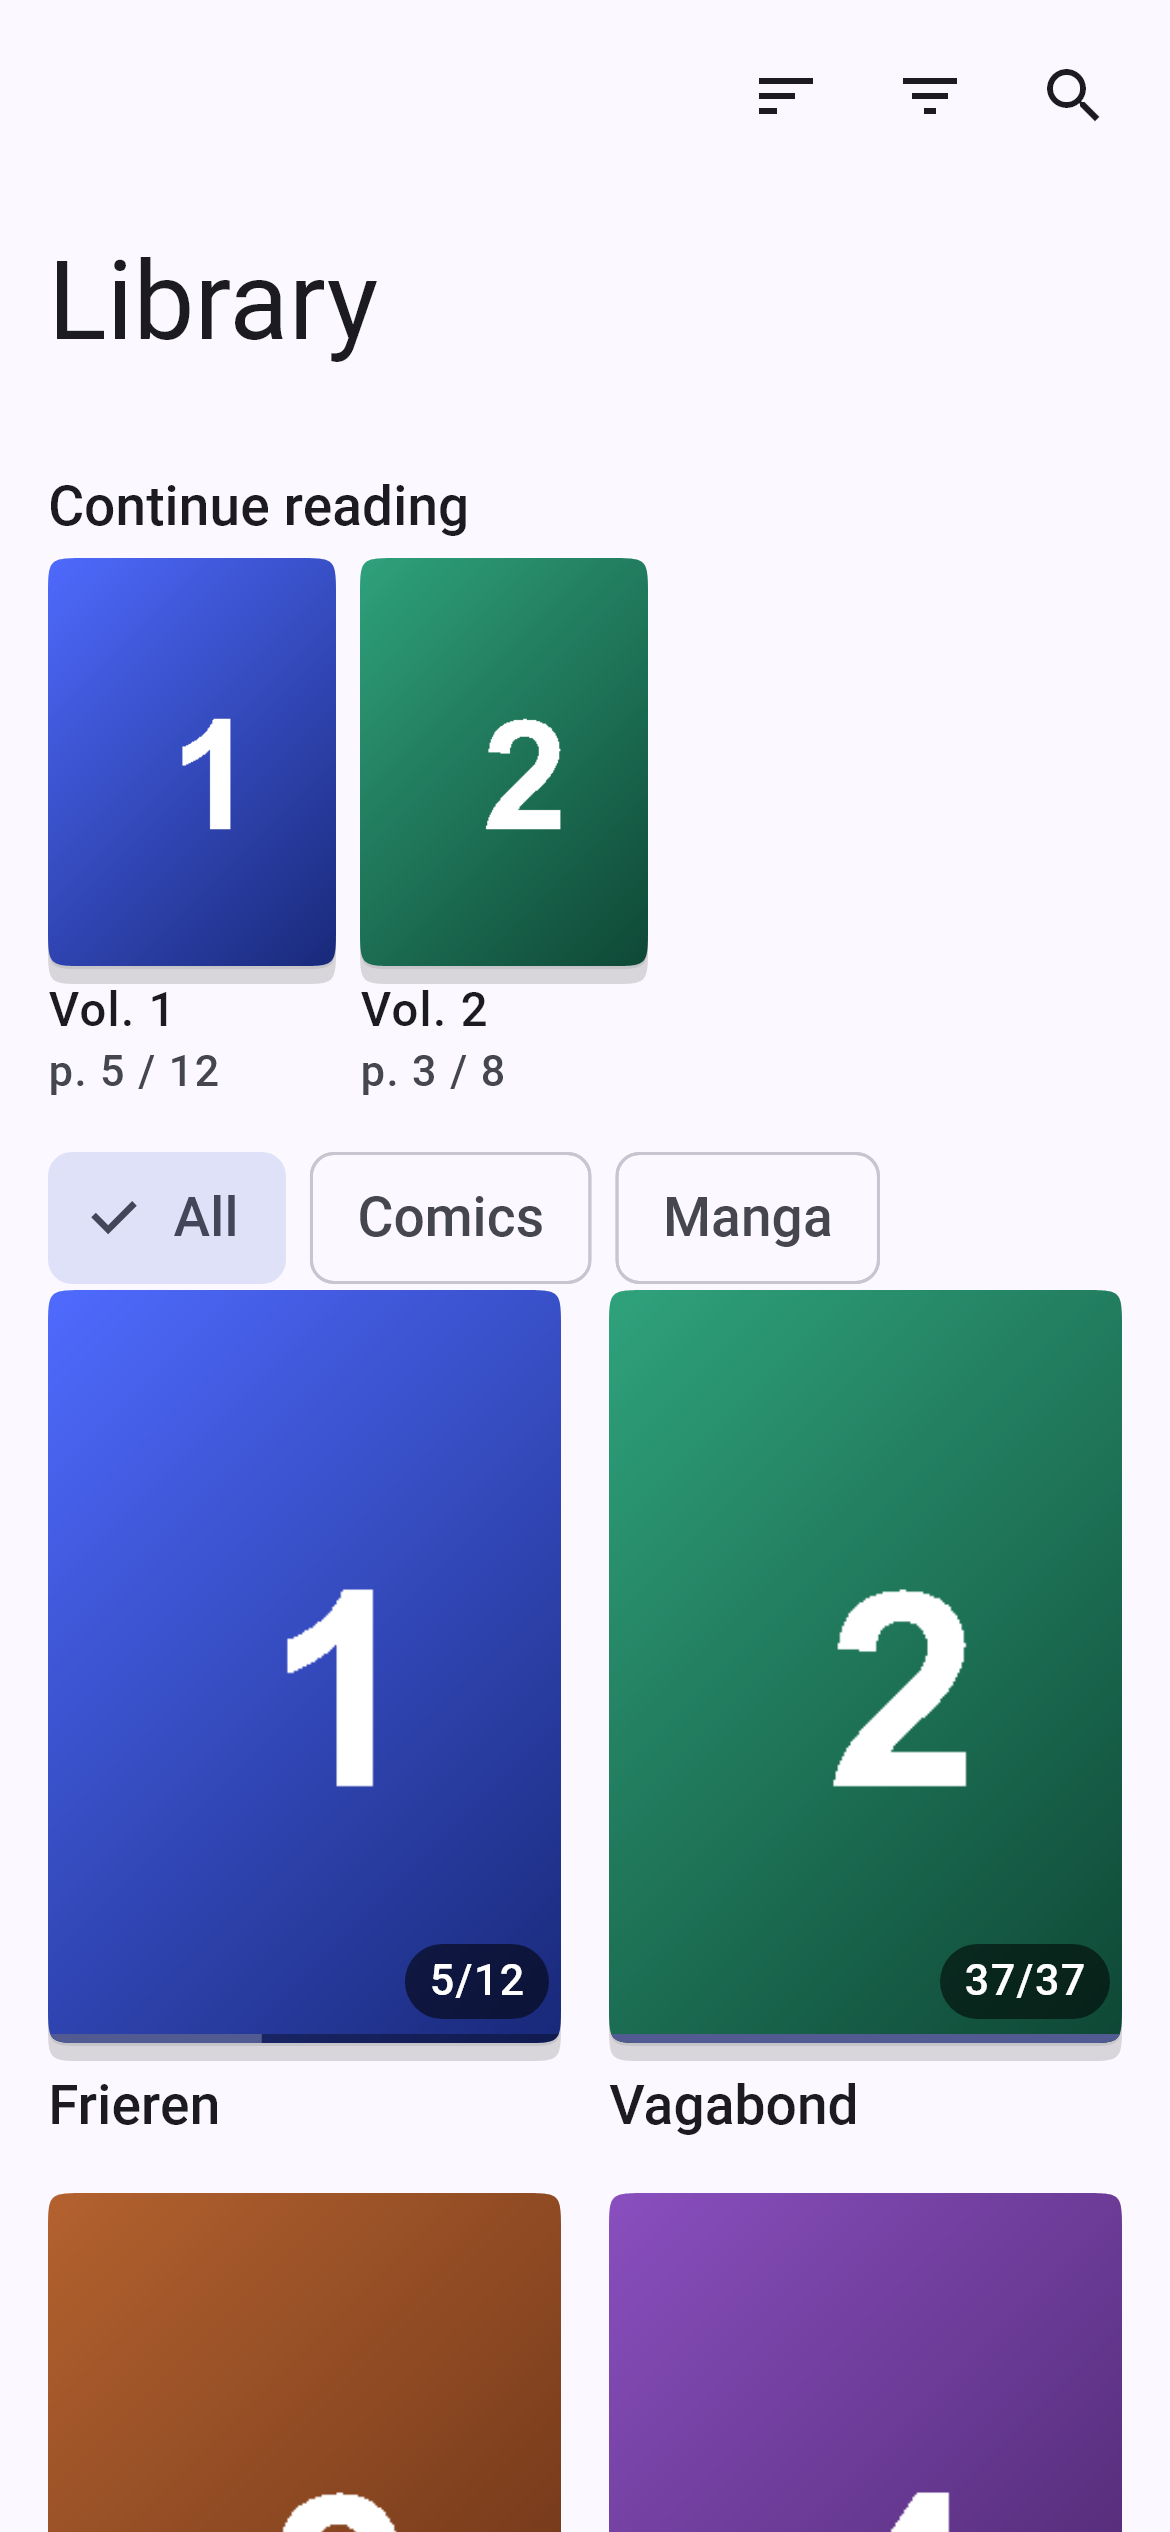 Library
Continue reading
1
2
Vol. 1
Vol. 2
p. 5 / 12
p. 3 / 8
All
Comics
Manga
1
2
5/12
37/37
Frieren
Vagabond